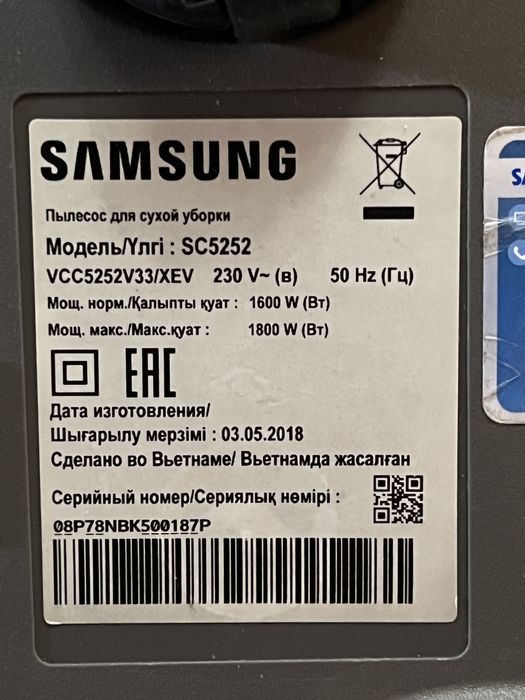 SAMSUNG
Пылесос для сухой уборки
Модель/Үлгі : SC5252
VCC5252V33/XEV 230 V~ (в) 50 Hz (Гц)
Мощ. норм./Қалыпты қуат : 1600 W (Вт)
Мощ. макс./Макс.қуат : 1800 W (Вт)
EAC
Дата изготовления/
Шығарылу мерзімі : 03.05.2018
Сделано во Вьетнаме/ Вьетнамда жасалған
Серийный номер/Сериялық нөмірі :
08P78NBK500187P